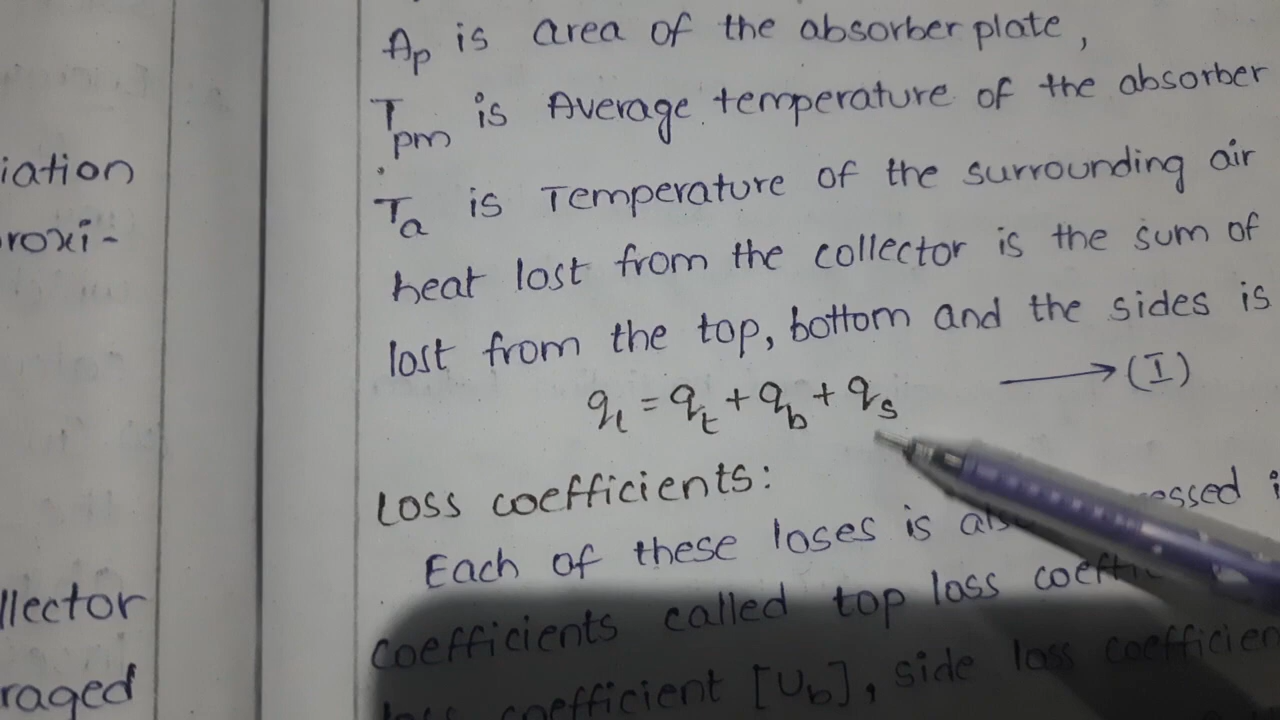 iation
roxi-
llector
raged
Ap is area of the absorber plate,
Tpm is Average temperature of the absorber
Ta is Temperature of the surrounding air
heat lost from the collector is the sum of
lost from the top, bottom and the sides is
ql = qt + qb + qs → (I)
Loss coefficients:
Each of these loses is
coefficients called top loss
loss coefficient [Ub], side loss